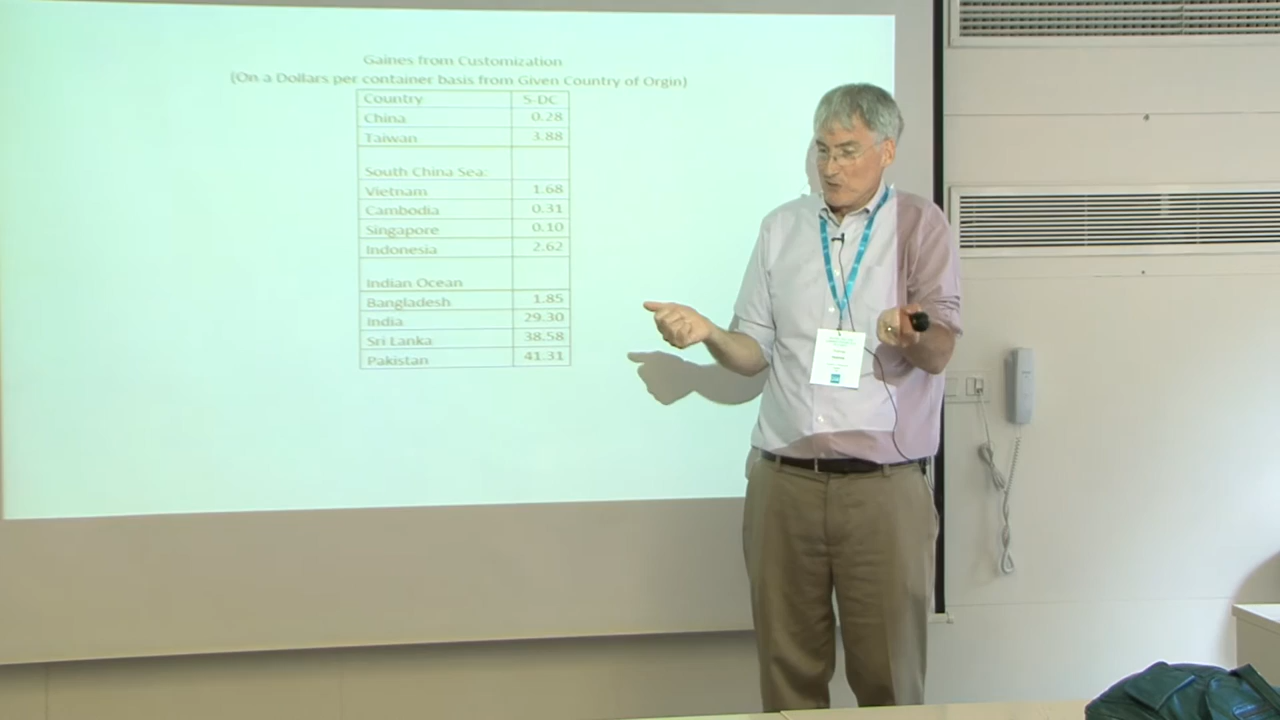 Gaines from Customization
(On a Dollars per container basis from Given Country of Orgin)
Country 5-DC
China 0.28
Taiwan 3.88
South China Sea:
Vietnam 1.68
Cambodia 0.31
Singapore 0.10
Indonesia 2.62
Indian Ocean
Bangladesh 1.85
India 29.30
Sri Lanka 38.58
Pakistan 41.31